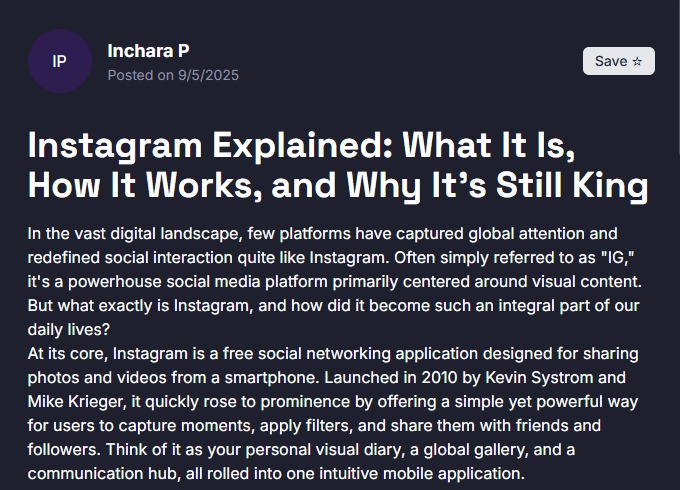 IP
Inchara P
Posted on 9/5/2025
Save ☆
Instagram Explained: What It Is,
How It Works, and Why It’s Still King
In the vast digital landscape, few platforms have captured global attention and
redefined social interaction quite like Instagram. Often simply referred to as "IG,"
it's a powerhouse social media platform primarily centered around visual content.
But what exactly is Instagram, and how did it become such an integral part of our
daily lives?
At its core, Instagram is a free social networking application designed for sharing
photos and videos from a smartphone. Launched in 2010 by Kevin Systrom and
Mike Krieger, it quickly rose to prominence by offering a simple yet powerful way
for users to capture moments, apply filters, and share them with friends and
followers. Think of it as your personal visual diary, a global gallery, and a
communication hub, all rolled into one intuitive mobile application.